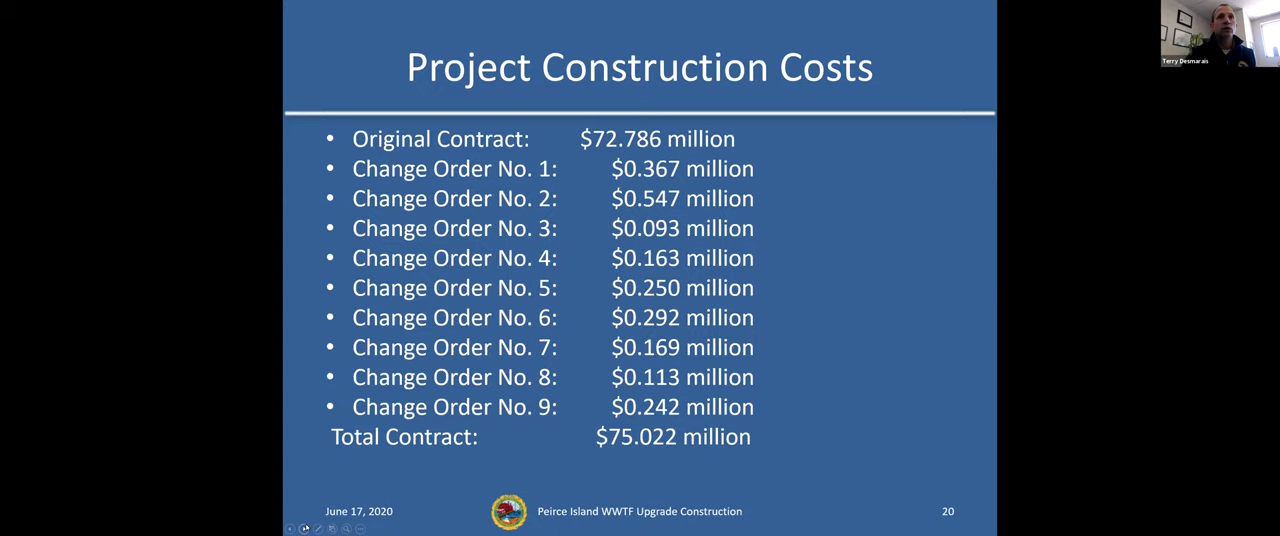 Project Construction Costs
• Original Contract: $72.786 million
• Change Order No. 1: $0.367 million
• Change Order No. 2: $0.547 million
• Change Order No. 3: $0.093 million
• Change Order No. 4: $0.163 million
• Change Order No. 5: $0.250 million
• Change Order No. 6: $0.292 million
• Change Order No. 7: $0.169 million
• Change Order No. 8: $0.113 million
• Change Order No. 9: $0.242 million
Total Contract: $75.022 million
June 17, 2020 Peirce Island WWTF Upgrade Construction 20
Terry Desmarais